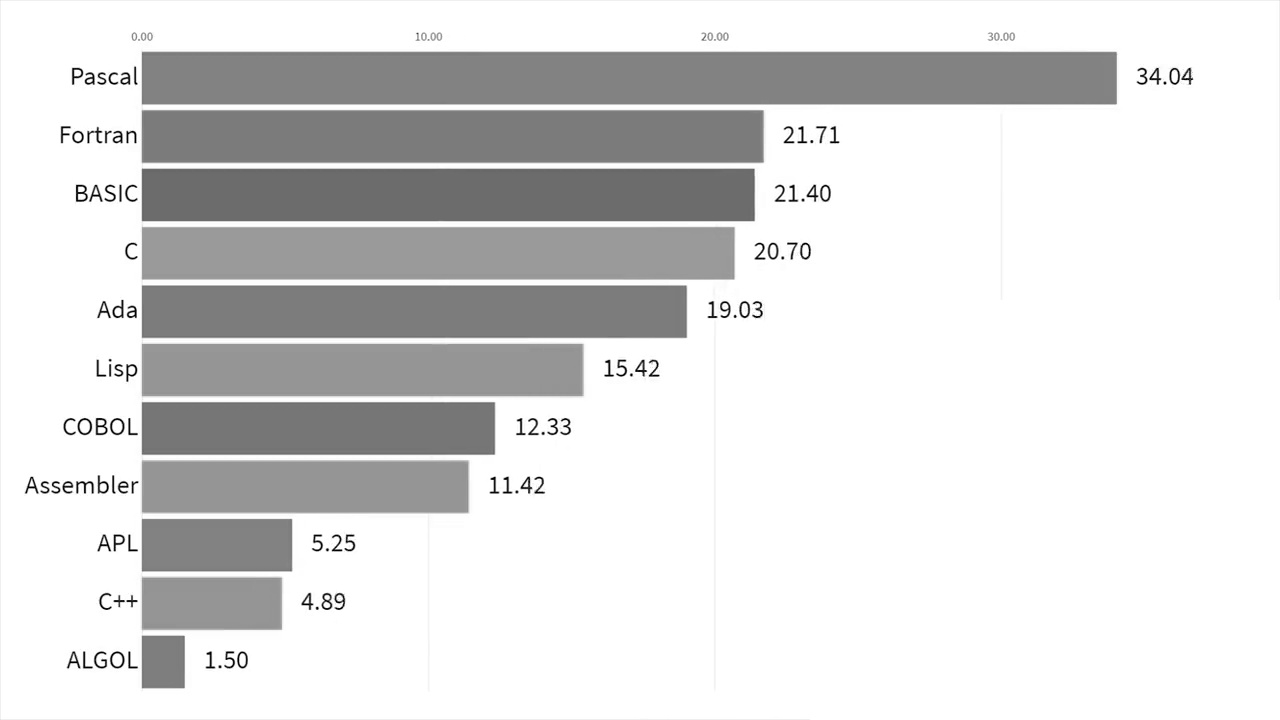 0.00 10.00 20.00 30.00
Pascal 34.04
Fortran 21.71
BASIC 21.40
C 20.70
Ada 19.03
Lisp 15.42
COBOL 12.33
Assembler 11.42
APL 5.25
C++ 4.89
ALGOL 1.50